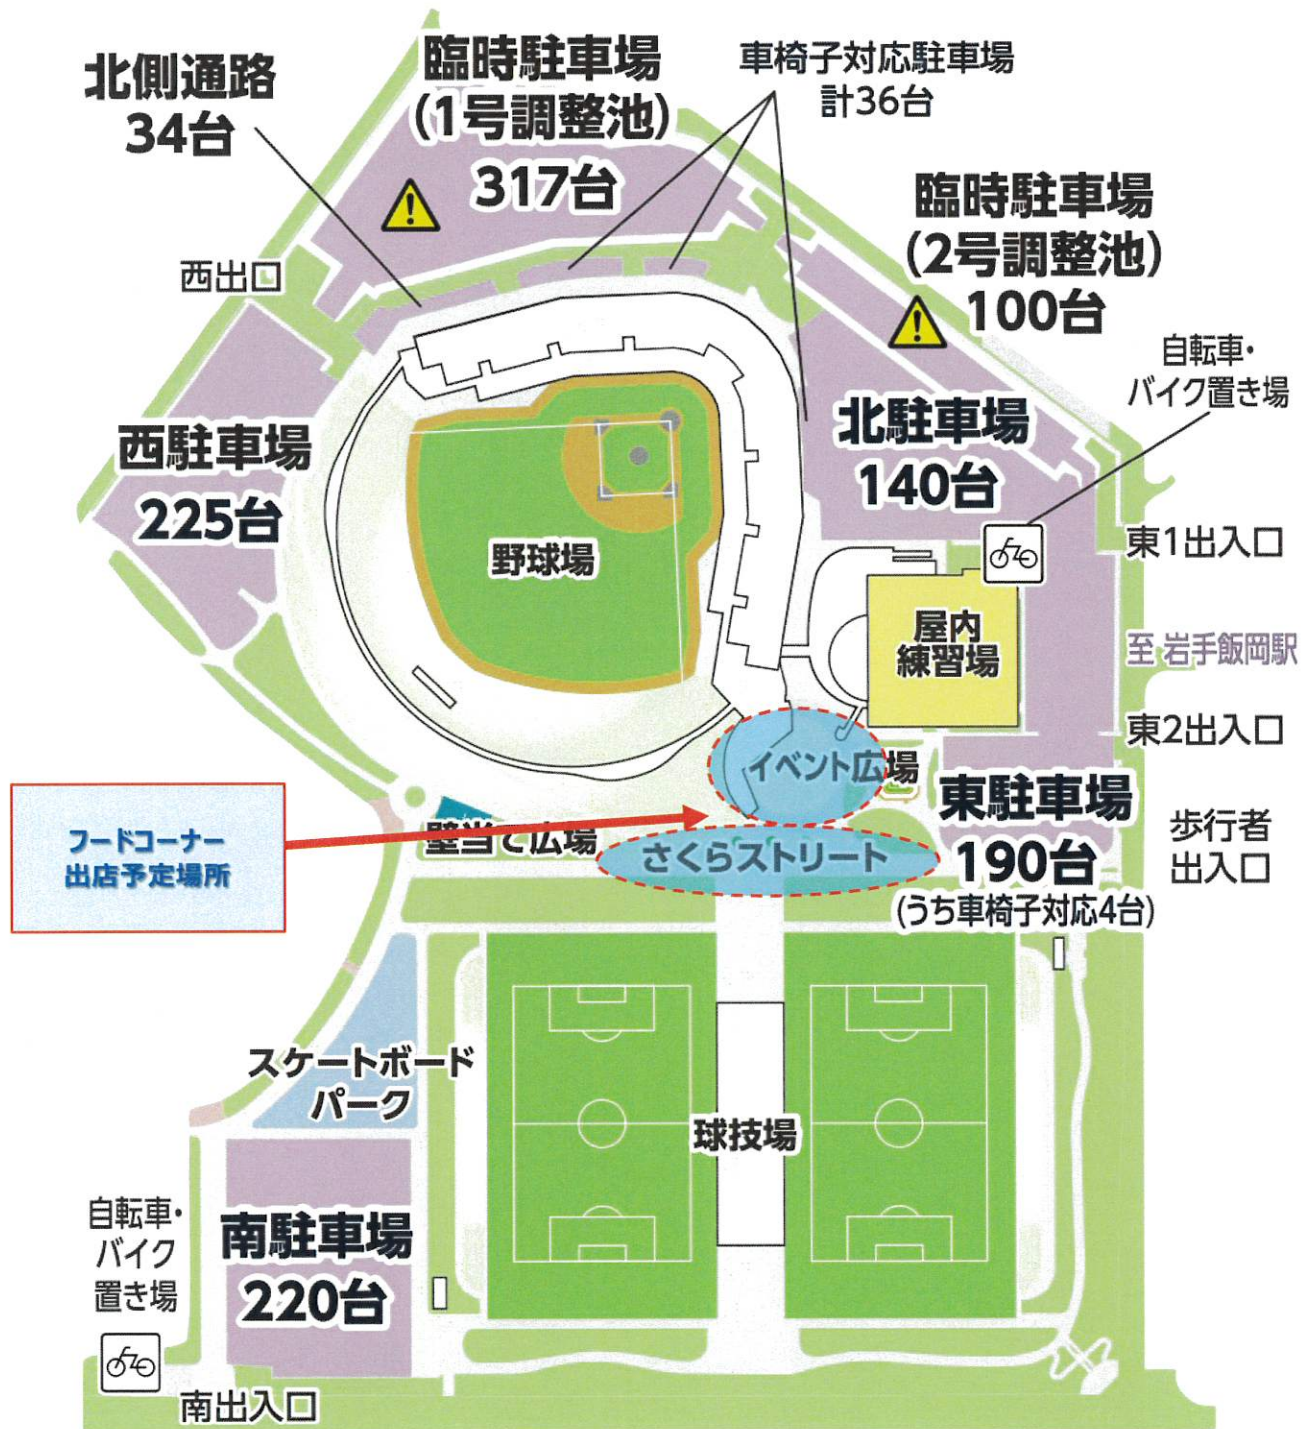 北側通路
34台
臨時駐車場
(1号調整池)
317台
車椅子対応駐車場
計36台
臨時駐車場
(2号調整池)
100台
自転車・
バイク置き場
西出口
西駐車場
225台
北駐車場
140台
野球場
東1出入口
屋内
練習場
至 岩手飯岡駅
東2出入口
イベント広場
フードコーナー
出店予定場所
壁当て広場
さくらストリート
東駐車場
190台
(うち車椅子対応4台)
歩行者
出入口
スケートボード
パーク
球技場
自転車・
バイク
置き場
南駐車場
220台
南出入口